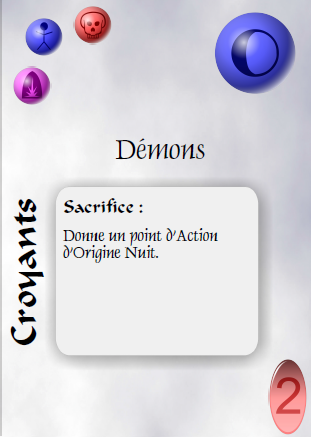 Démons
Croyants
Sacrifice :
Donne un point d'Action
d'Origine Nuit.
2